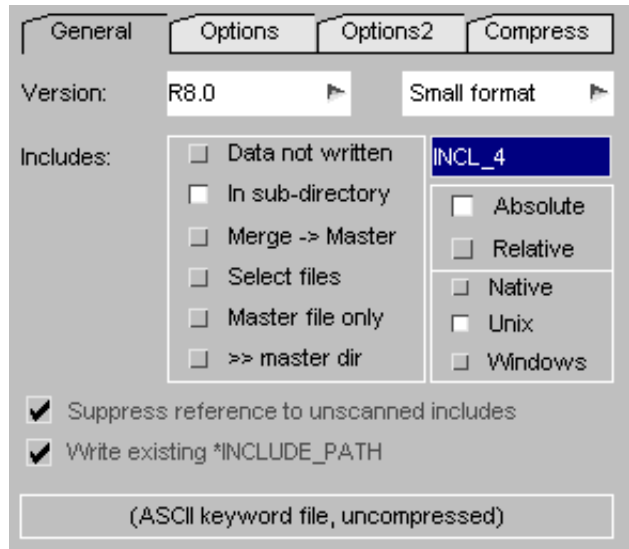 General Options Options2 Compress
Version: R8.0 Small format
Includes: Data not written INCL_4
In sub-directory Absolute
Merge -> Master Relative
Select files Native
Master file only Unix
>> master dir Windows
Suppress reference to unscanned includes
Write existing *INCLUDE_PATH
(ASCII keyword file, uncompressed)